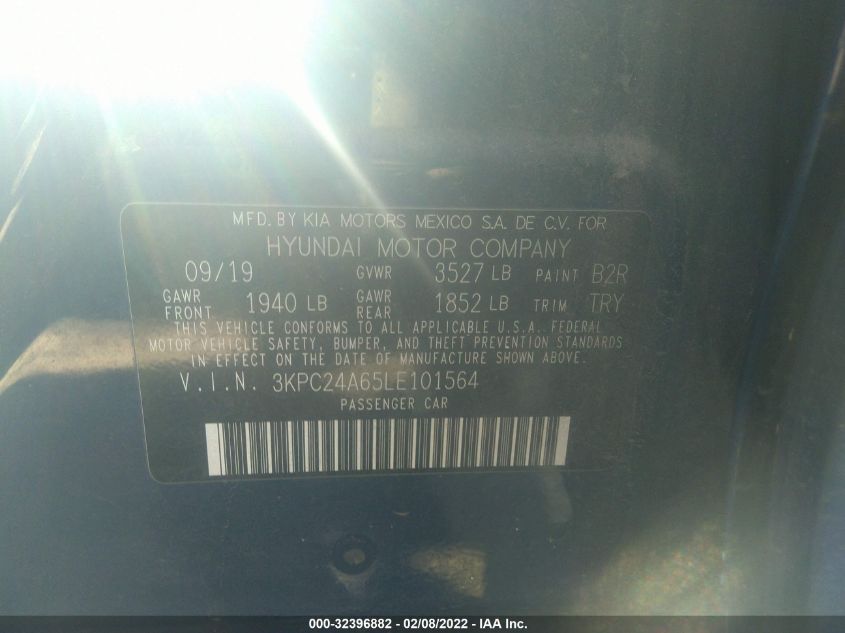 MFD. BY KIA MOTORS MEXICO S.A. DE C.V. FOR
HYUNDAI MOTOR COMPANY
09/19 GVWR 3527 LB PAINT B2R
GAWR FRONT 1940 LB GAWR REAR 1852 LB TRIM TRY
THIS VEHICLE CONFORMS TO ALL APPLICABLE U.S.A. FEDERAL
MOTOR VEHICLE SAFETY, BUMPER, AND THEFT PREVENTION STANDARDS
IN EFFECT ON THE DATE OF MANUFACTURE SHOWN ABOVE.
V.I.N. 3KPC24A65LE101564
PASSENGER CAR
000-32396882 - 02/08/2022 - IAA Inc.